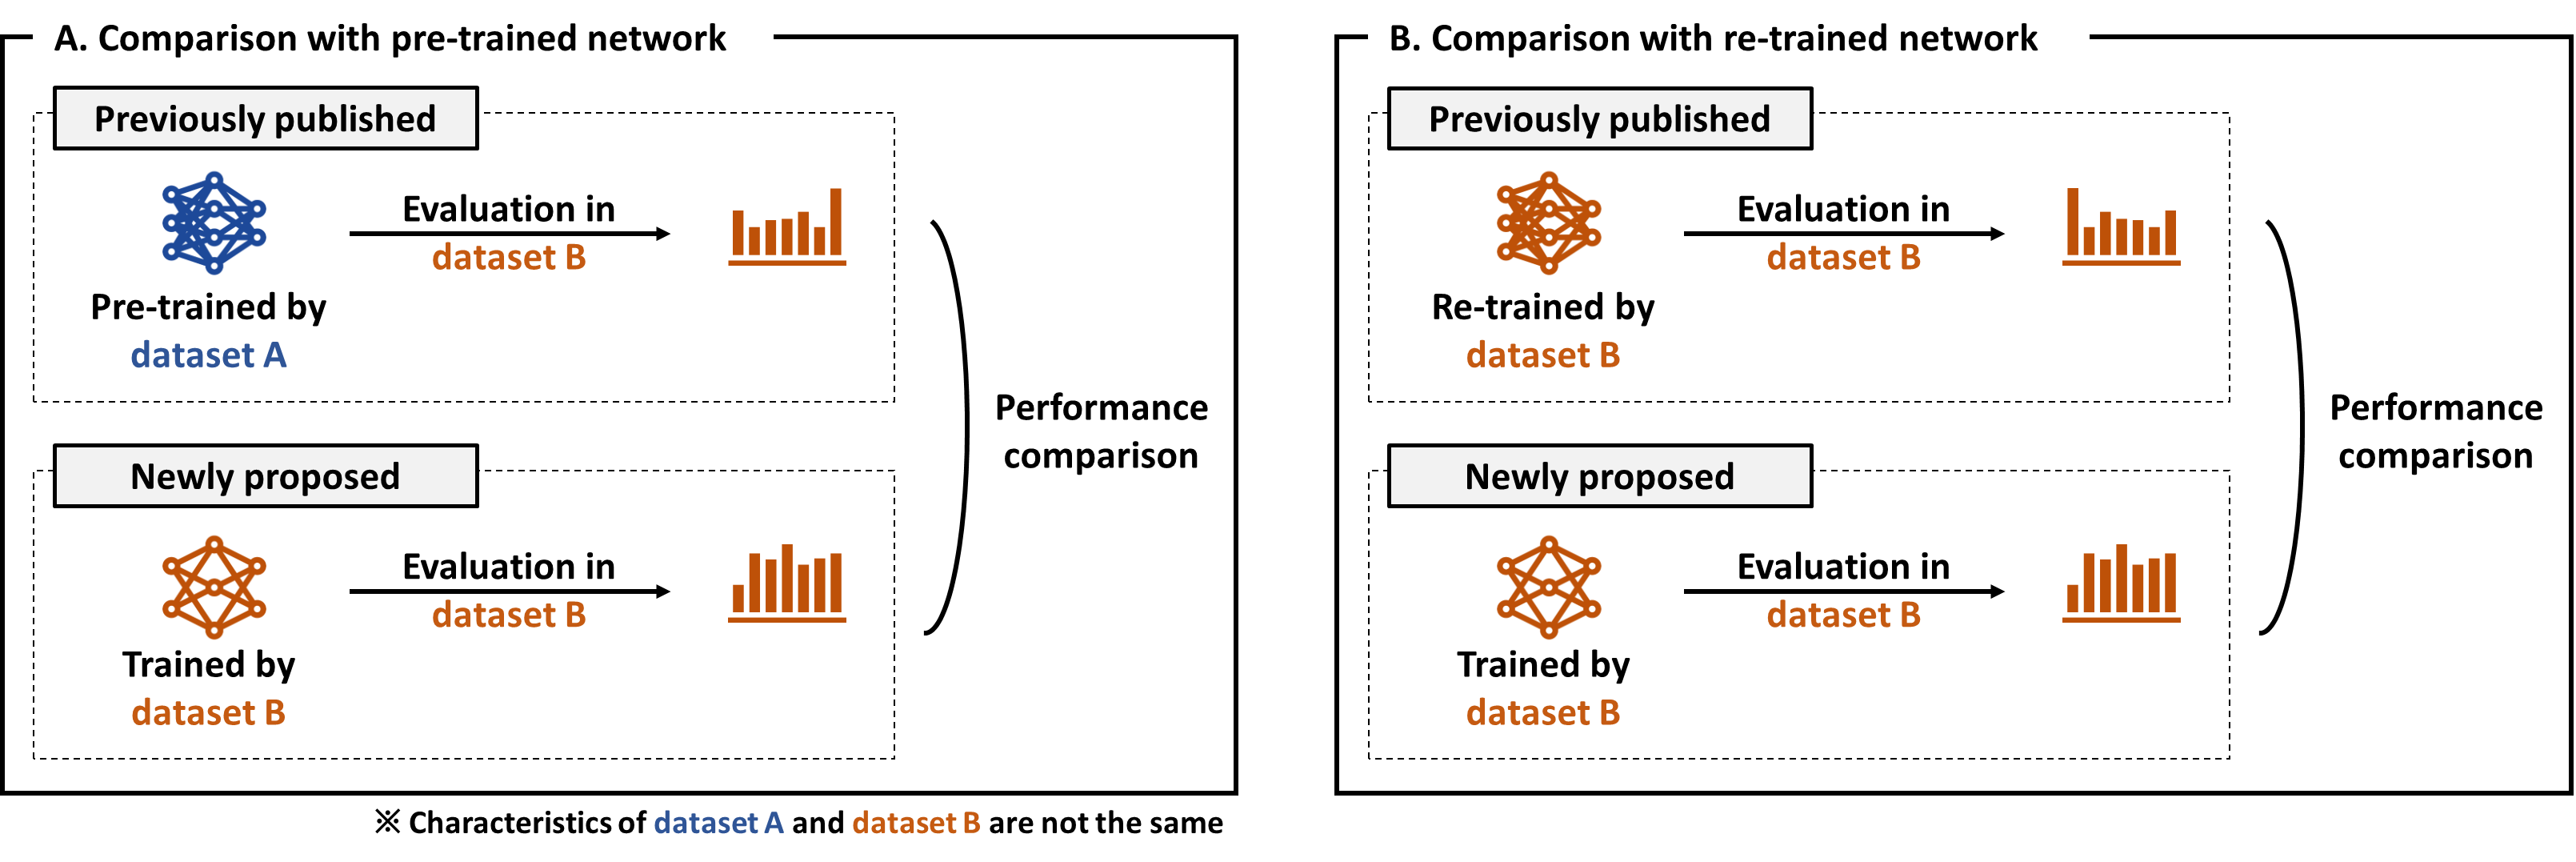 A. Comparison with pre-trained network
Previously published
Evaluation in
dataset B
Pre-trained by
dataset A
Newly proposed
Evaluation in
dataset B
Trained by
dataset B
Performance
comparison
※ Characteristics of dataset A and dataset B are not the same
B. Comparison with re-trained network
Previously published
Evaluation in
dataset B
Re-trained by
dataset B
Newly proposed
Evaluation in
dataset B
Trained by
dataset B
Performance
comparison